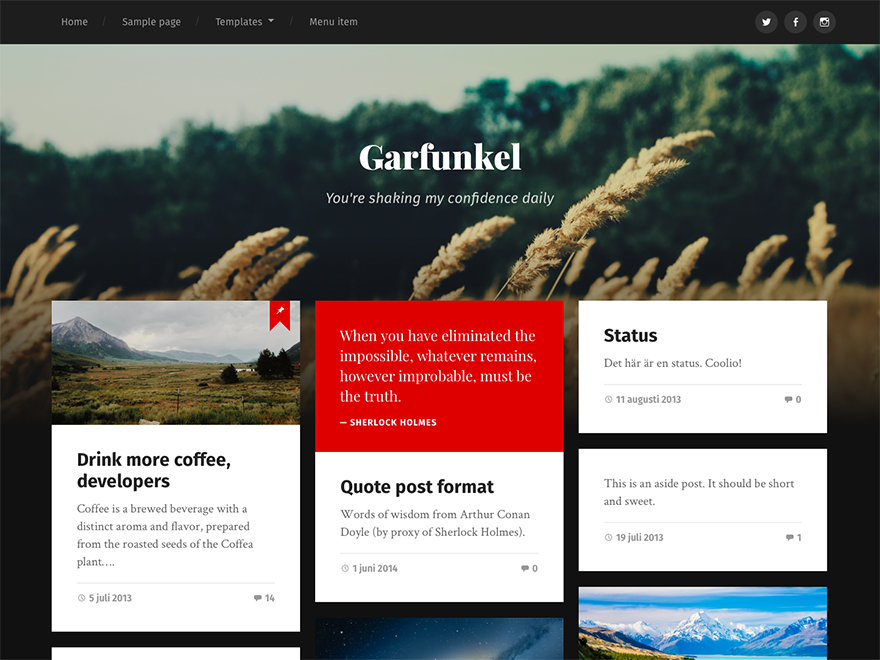 Home / Sample page / Templates / Menu item
Garfunkel
You're shaking my confidence daily
Drink more coffee,
developers
Coffee is a brewed beverage with a
distinct aroma and flavor, prepared
from the roasted seeds of the Coffea
plant….
5 juli 2013 14
When you have eliminated the
impossible, whatever remains,
however improbable, must be
the truth.
— SHERLOCK HOLMES
Quote post format
Words of wisdom from Arthur Conan
Doyle (by proxy of Sherlock Holmes).
1 juni 2014 0
Status
Det här är en status. Coolio!
11 augusti 2013 0
This is an aside post. It should be short
and sweet.
19 juli 2013 1